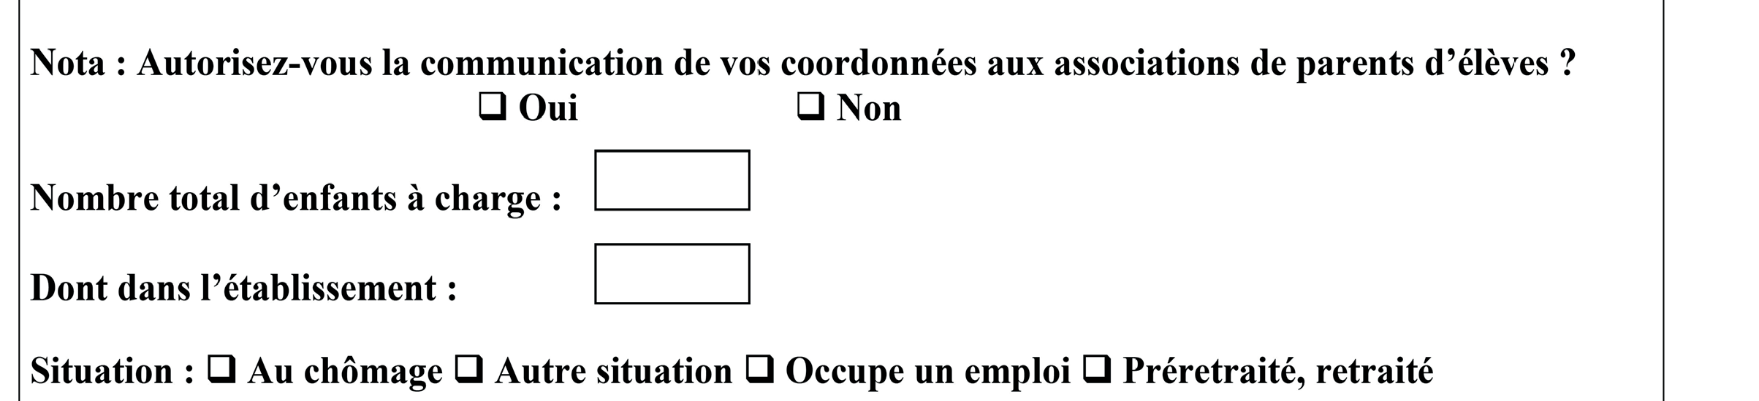 Nota : Autorisez-vous la communication de vos coordonnées aux associations de parents d’élèves ?
❑ Oui ❑ Non
Nombre total d’enfants à charge :
Dont dans l’établissement :
Situation : ❑ Au chômage ❑ Autre situation ❑ Occupe un emploi ❑ Préretraité, retraité